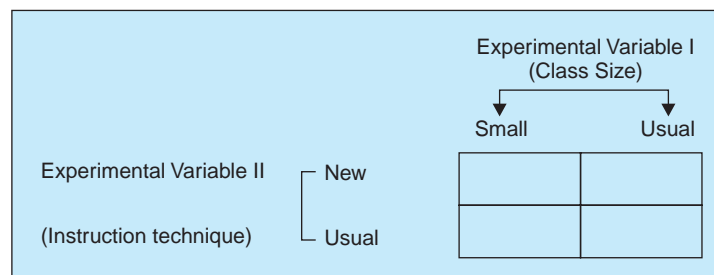 Experimental Variable I
(Class Size)
Small Usual
Experimental Variable II New
(Instruction technique) Usual